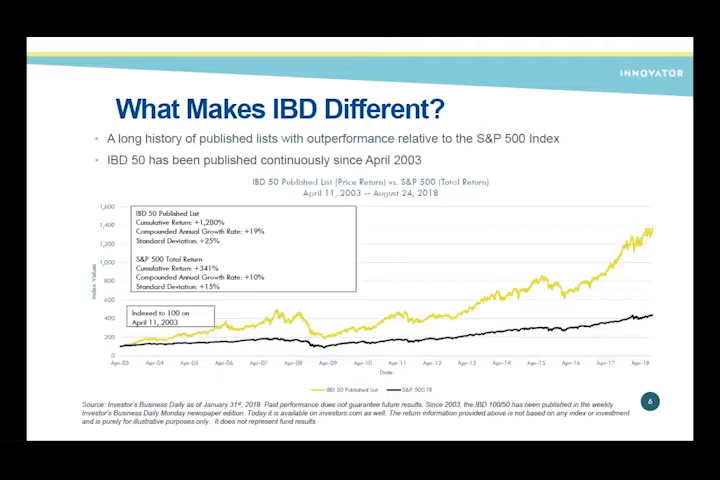 INNOVATOR
What Makes IBD Different?
• A long history of published lists with outperformance relative to the S&P 500 Index
• IBD 50 has been published continuously since April 2003
IBD 50 Published List (Price Return) vs. S&P 500 (Total Return)
April 11, 2003 -- August 24, 2018
1,600
1,400
1,200
1,000
800
600
400
200
0
Index Values
IBD 50 Published List
Cumulative Return: +1,280%
Compounded Annual Growth Rate: +19%
Standard Deviation: +25%
S&P 500 Total Return
Cumulative Return: +341%
Compounded Annual Growth Rate: +10%
Standard Deviation: +15%
Indexed to 100 on
April 11, 2003
Apr-03 Apr-04 Apr-05 Apr-06 Apr-07 Apr-08 Apr-09 Apr-10 Apr-11 Apr-12 Apr-13 Apr-14 Apr-15 Apr-16 Apr-17 Apr-18
Date
IBD 50 Published List S&P 500 TR
Source: Investor's Business Daily as of January 31st, 2018. Past performance does not guarantee future results. Since 2003, the IBD 100/50 has been published in the weekly
Investor's Business Daily Monday newspaper edition. Today it is available on investors.com as well. The return information provided above is not based on any index or investment
and is purely for illustrative purposes only. It does not represent fund results.
6